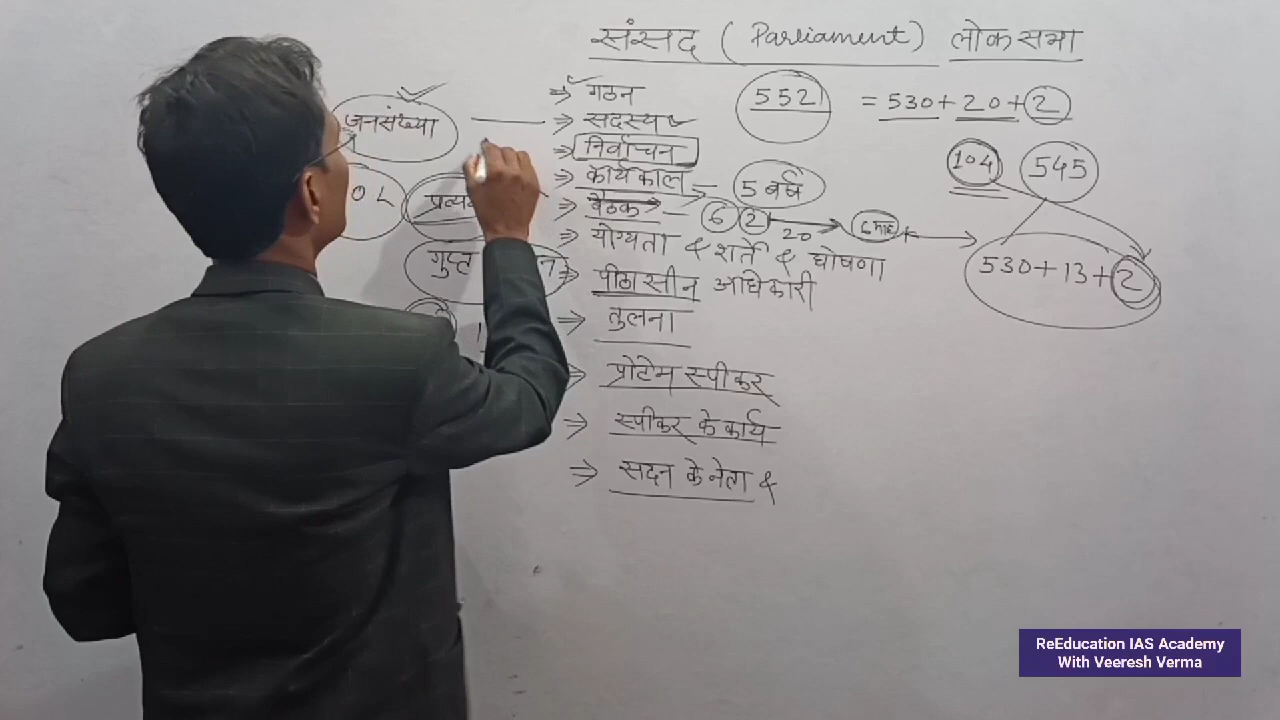 संसद ( Parliament ) लोकसभा
⇒ गठन
⇒ सदस्य
⇒ निर्वाचन
⇒ कार्यकाल
⇒ बैठक
⇒ योग्यता & शर्तें & घोषणा
⇒ पीठासीन अधिकारी
⇒ तुलना
⇒ प्रोटेम स्पीकर
⇒ स्पीकर के कार्य
⇒ सदन के नेता &
552 = 530 + 20 + 2
104 545
5 वर्ष
6 2 20 6 माह
530 + 13 + 2
जनसंख्या
गुप्त
ReEducation IAS Academy
With Veeresh Verma